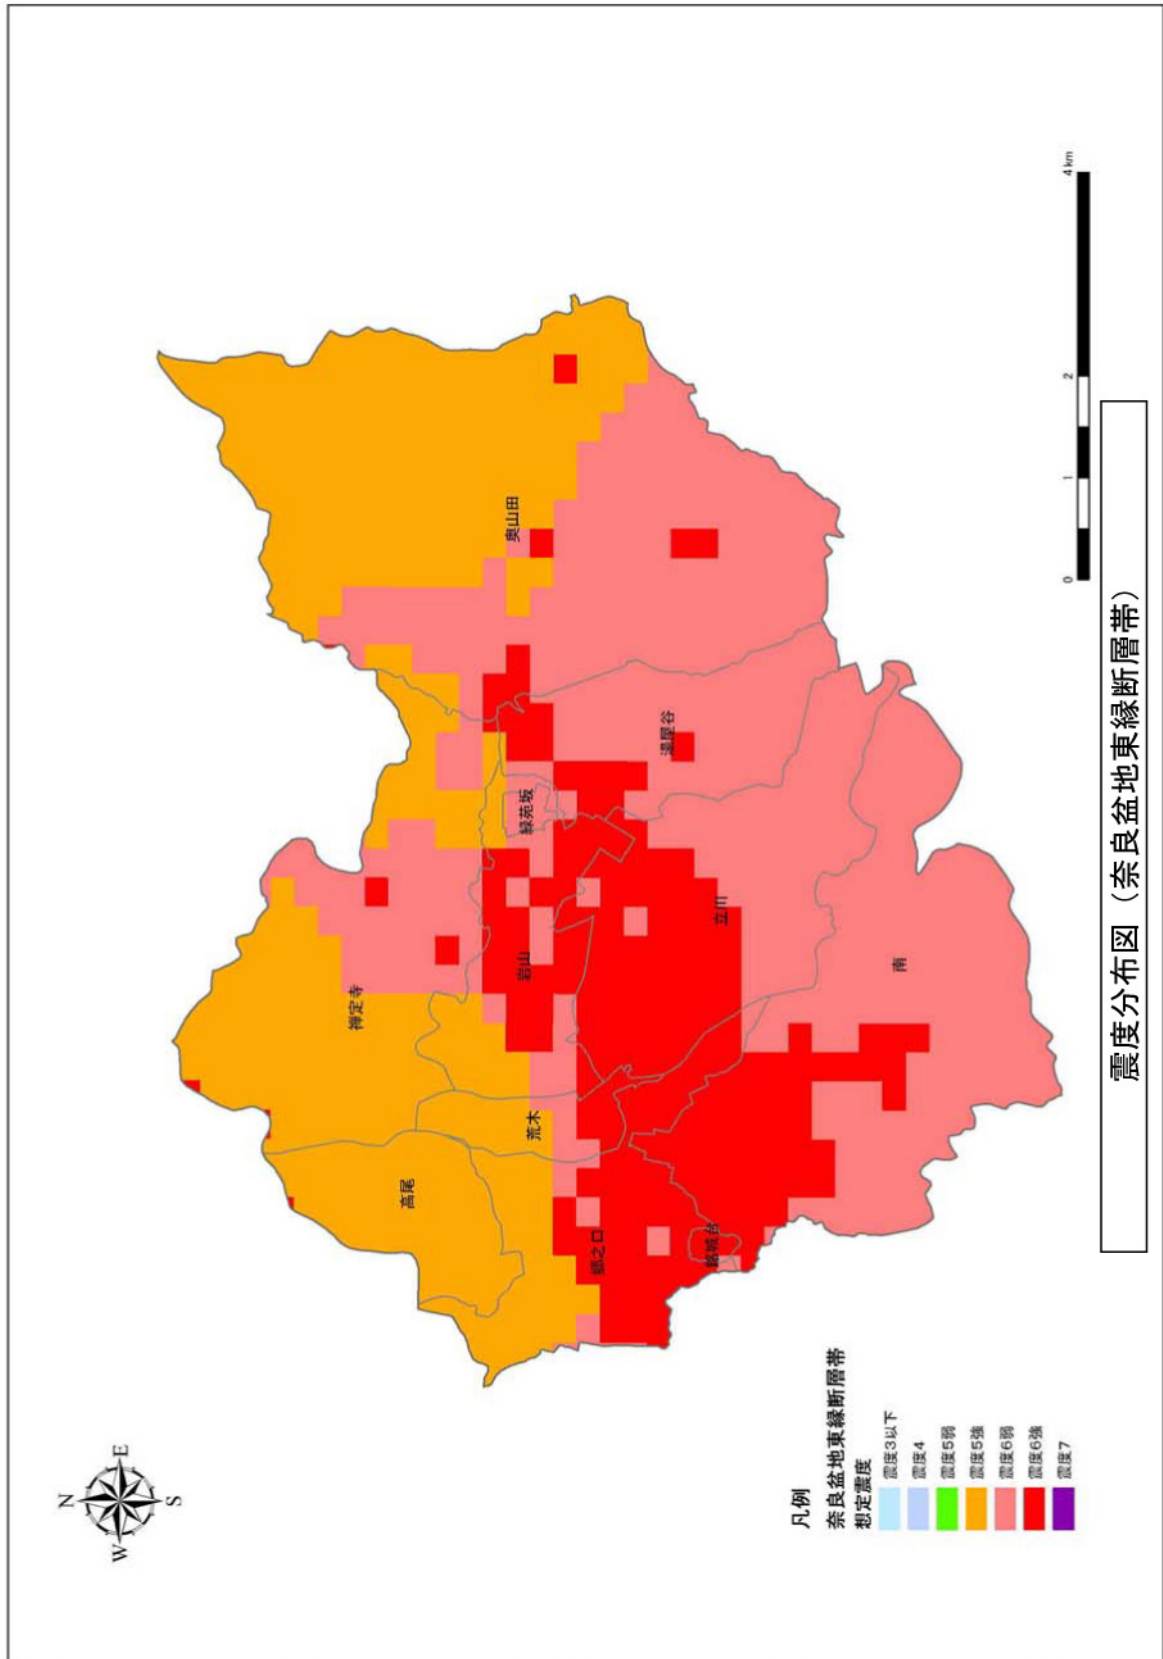 N
W
E
S
禅定寺
高尾
奥山田
緑苑坂
岩山
荒木
湯屋谷
立川
郷之口
銘城台
南
凡例
奈良盆地東縁断層帯
想定震度
震度3以下
震度4
震度5弱
震度5強
震度6弱
震度6強
震度7
0 1 2 4 km
震度分布図（奈良盆地東縁断層帯）